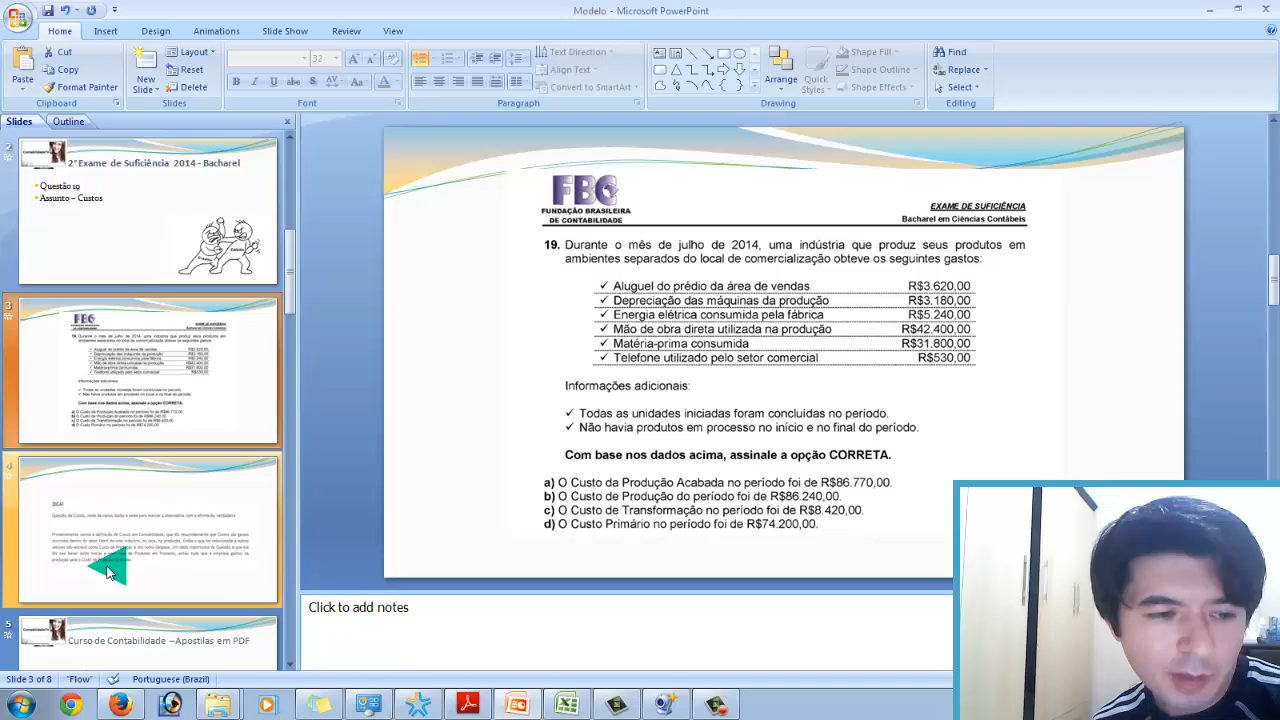 Modelo - Microsoft PowerPoint
Home Insert Design Slide Show Animations Review View
Cut
Copy
Format Painter
Paste
Clipboard
New
Slide
Layout
Reset
Delete
Slides
32
Font
Text Direction
Align Text
Convert to SmartArt
Paragraph
Arrange
Quick
Styles
Shape Fill
Shape Outline
Shape Effects
Drawing
Find
Replace
Select
Editing
Slides Outline
2
2°Exame de Suficiência 2014 - Bacharel
Questão 19
Assunto – Custos
3
4
5
Curso de Contabilidade –Apostilas em PDF
FBC
FUNDAÇÃO BRASILEIRA
DE CONTABILIDADE
EXAME DE SUFICIÊNCIA
Bacharel em Ciências Contábeis
19. Durante o mês de julho de 2014, uma indústria que produz seus produtos em
ambientes separados do local de comercialização obteve os seguintes gastos:
✓ Aluguel do prédio da área de vendas R$3.620,00
✓ Depreciação das máquinas da produção R$3.180,00
✓ Energia elétrica consumida pela fábrica R$5.240,00
✓ Mão de obra direta utilizada na produção R$42.400,00
✓ Matéria-prima consumida R$31.800,00
✓ Telefone utilizado pelo setor comercial R$530,00
Informações adicionais:
✓ Todas as unidades iniciadas foram concluídas no período.
✓ Não havia produtos em processo no início e no final do período.
Com base nos dados acima, assinale a opção CORRETA.
a) O Custo da Produção Acabada no período foi de R$86.770,00.
b) O Custo de Produção do período foi de R$86.240,00.
c) O Custo de Transformação no período foi de R$8.420,00.
d) O Custo Primário no período foi de R$74.200,00.
Click to add notes
Slide 3 of 8 "Flow" Portuguese (Brazil)